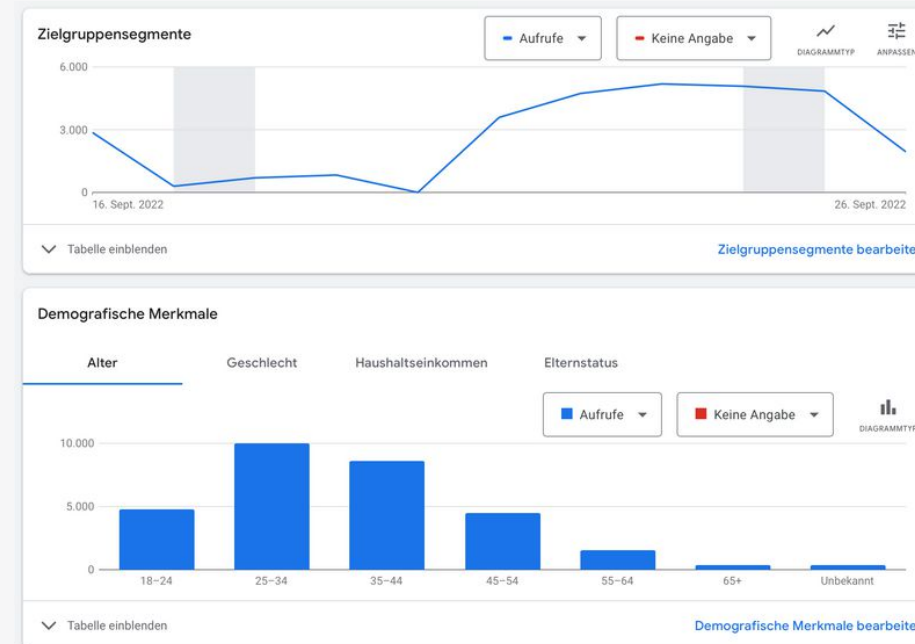 Zielgruppensegmente
Aufrufe
Keine Angabe
DIAGRAMMTYP
ANPASSEN
6.000
3.000
0
16. Sept. 2022
26. Sept. 2022
Tabelle einblenden
Zielgruppensegmente bearbeite
Demografische Merkmale
Alter
Geschlecht
Haushaltseinkommen
Elternstatus
Aufrufe
Keine Angabe
DIAGRAMMTYP
10.000
5.000
0
18–24
25–34
35–44
45–54
55–64
65+
Unbekannt
Tabelle einblenden
Demografische Merkmale bearbeite